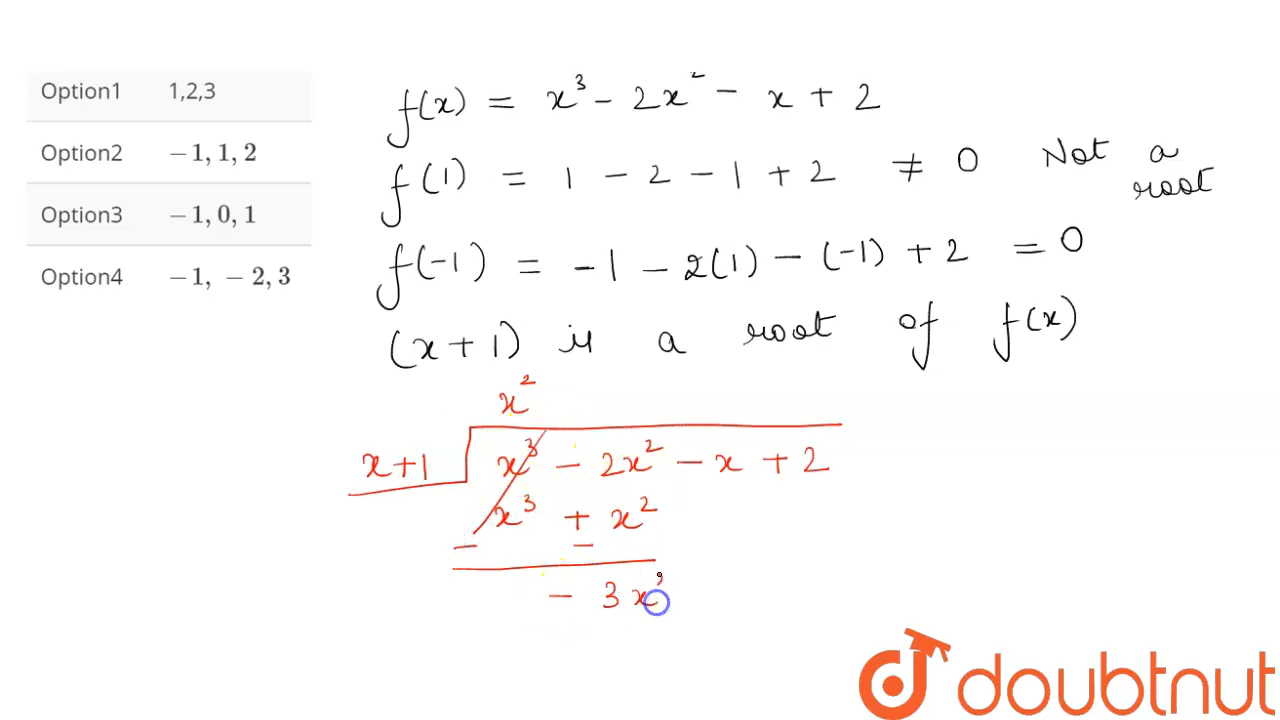 Option1 1,2,3
Option2 −1, 1, 2
Option3 −1, 0, 1
Option4 −1, −2, 3
f(x) = x³ − 2x² − x + 2
f(1) = 1 − 2 − 1 + 2 ≠ 0 Not a root
f(−1) = −1 − 2(1) − (−1) + 2 = 0
(x+1) is a root of f(x)
x²
x+1 x³ − 2x² − x + 2
x³ + x²
− −
− 3x
doubtnut